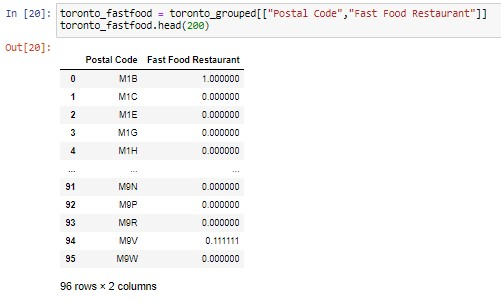 In [20]: toronto_fastfood = toronto_grouped[["Postal Code","Fast Food Restaurant"]]
toronto_fastfood.head(200)
Out[20]:
Postal Code Fast Food Restaurant
0 M1B 1.000000
1 M1C 0.000000
2 M1E 0.000000
3 M1G 0.000000
4 M1H 0.000000
... ... ...
91 M9N 0.000000
92 M9P 0.000000
93 M9R 0.000000
94 M9V 0.111111
95 M9W 0.000000
96 rows × 2 columns